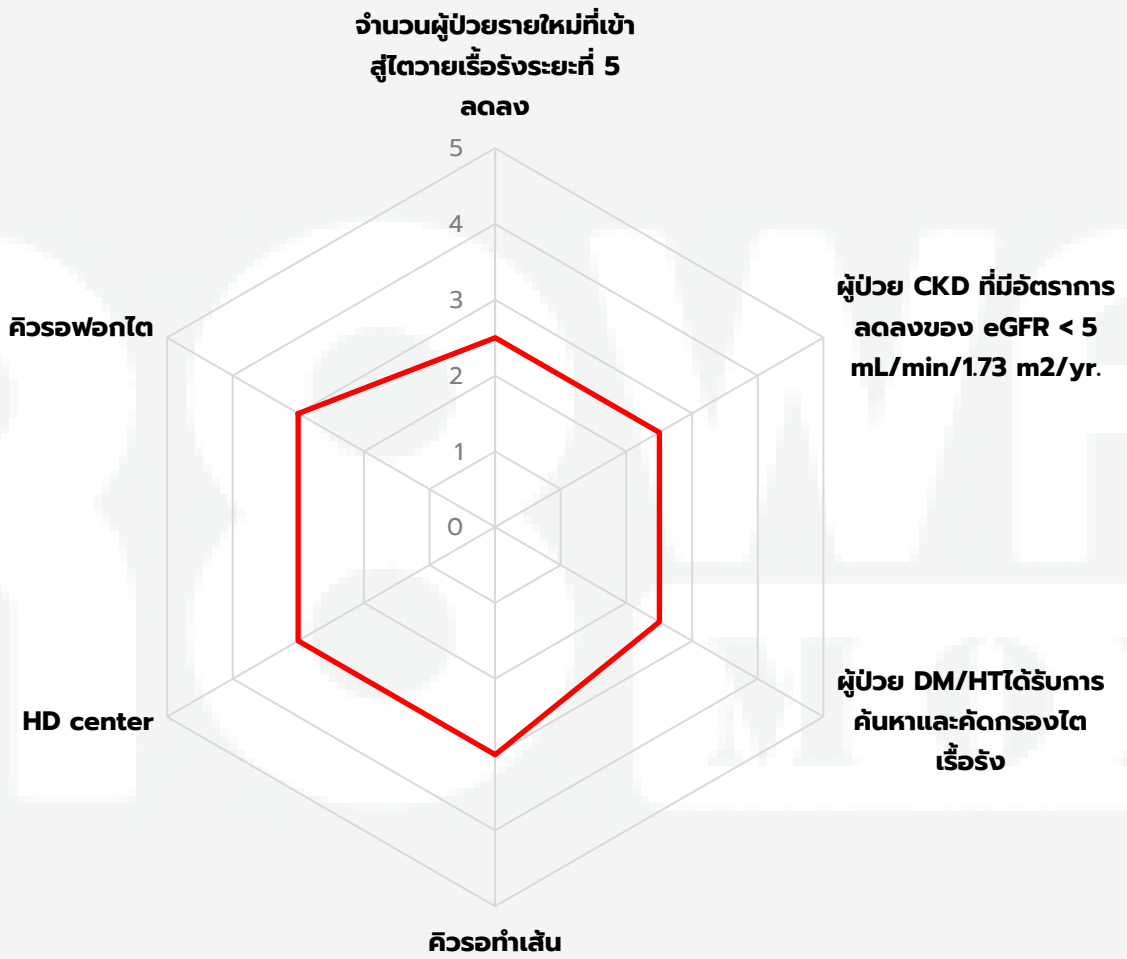 จำนวนผู้ป่วยรายใหม่ที่เข้า
สู่ไตวายเรื้อรังระยะที่ 5
ลดลง
5
4
3
2
1
0
ผู้ป่วย CKD ที่มีอัตราการ
ลดลงของ eGFR < 5
mL/min/1.73 m2/yr.
ผู้ป่วย DM/HTได้รับการ
ค้นหาและคัดกรองไต
เรื้อรัง
คิวรอทำเส้น
HD center
คิวรอฟอกไต